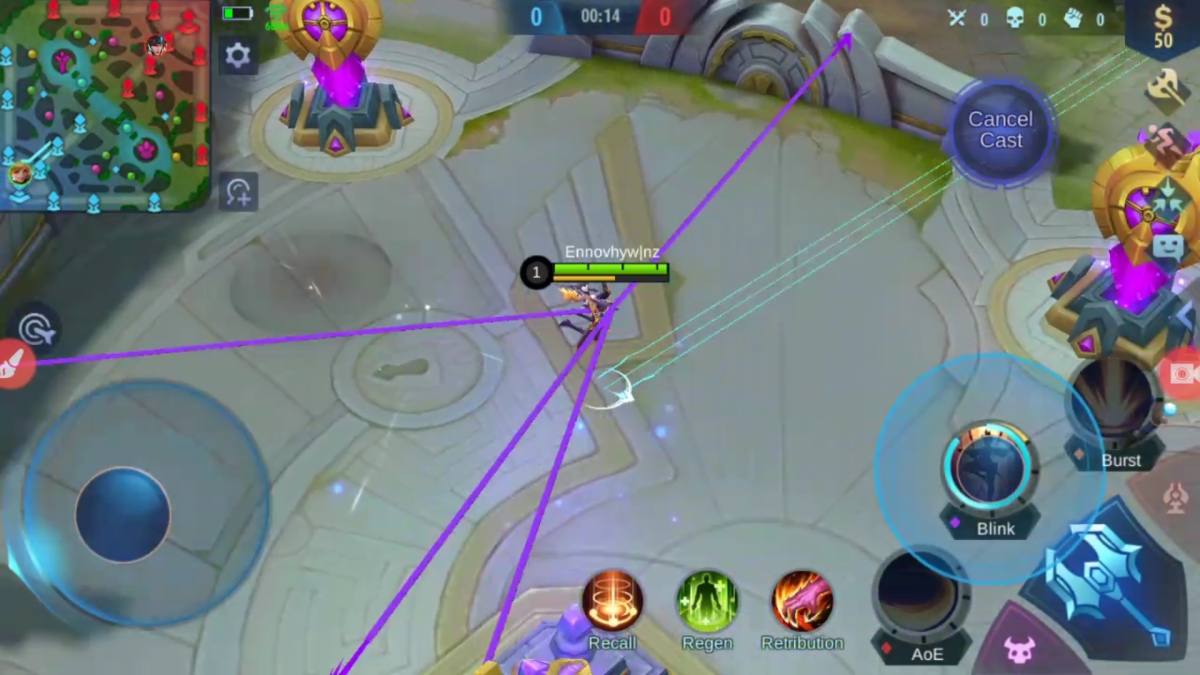 0
00:14
0
0
0
0
$
50
Cancel
Cast
Ennovhyw|nz
1
Burst
Blink
Recall
Regen
Retribution
AoE